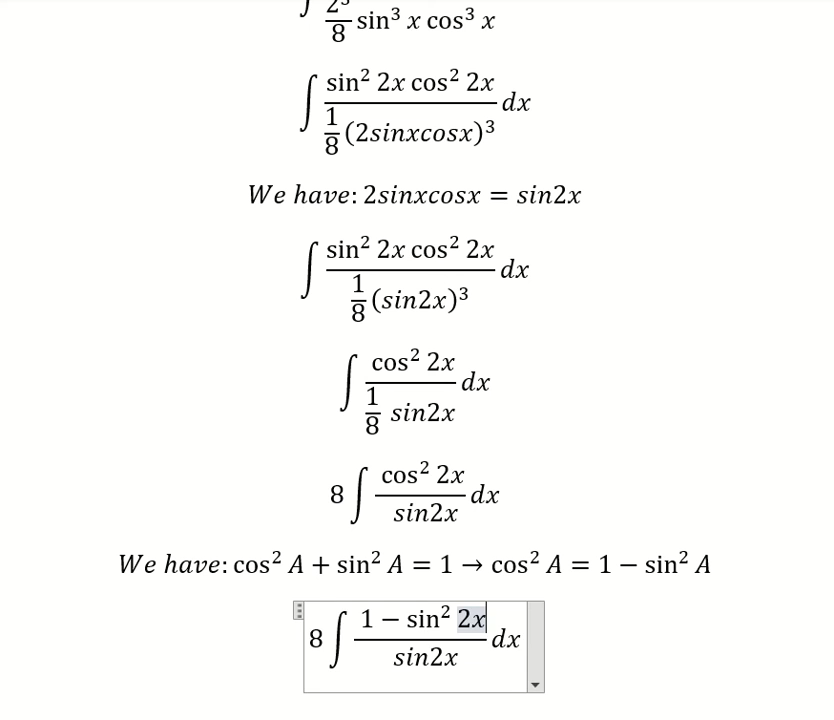 ∫ 2³/8 sin³ x cos³ x
∫ sin² 2x cos² 2x / (1/8 (2sinxcosx)³) dx
We have: 2sinxcosx = sin2x
∫ sin² 2x cos² 2x / (1/8 (sin2x)³) dx
∫ cos² 2x / (1/8 sin2x) dx
8 ∫ cos² 2x / sin2x dx
We have: cos² A + sin² A = 1 → cos² A = 1 − sin² A
8 ∫ 1 − sin² 2x / sin2x dx